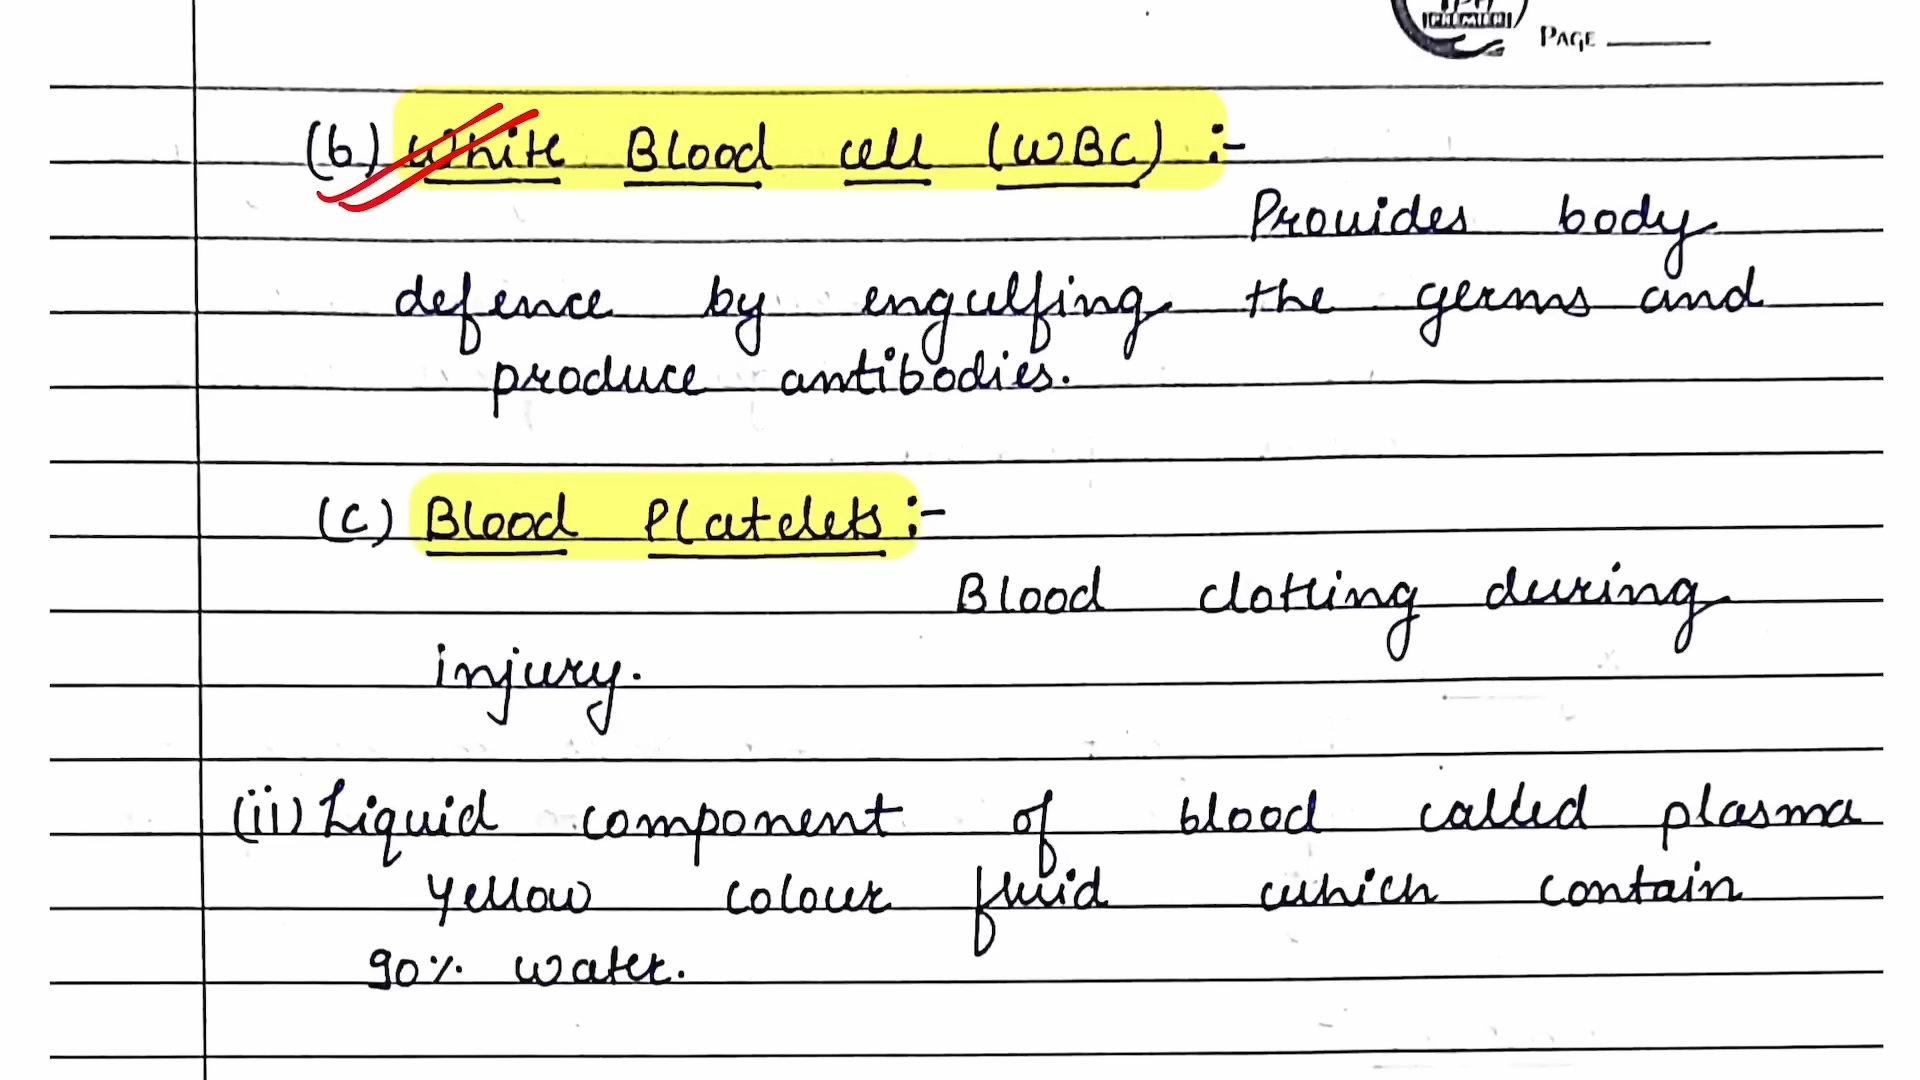 PREMIER
PAGE
(b) White Blood cell (WBC) :-
Provides body
defence by engulfing the germs and
produce antibodies.
(c) Blood Platelets :-
Blood clotting during
injury.
(ii) Liquid component of blood called plasma
yellow colour fluid which contain
90% water.